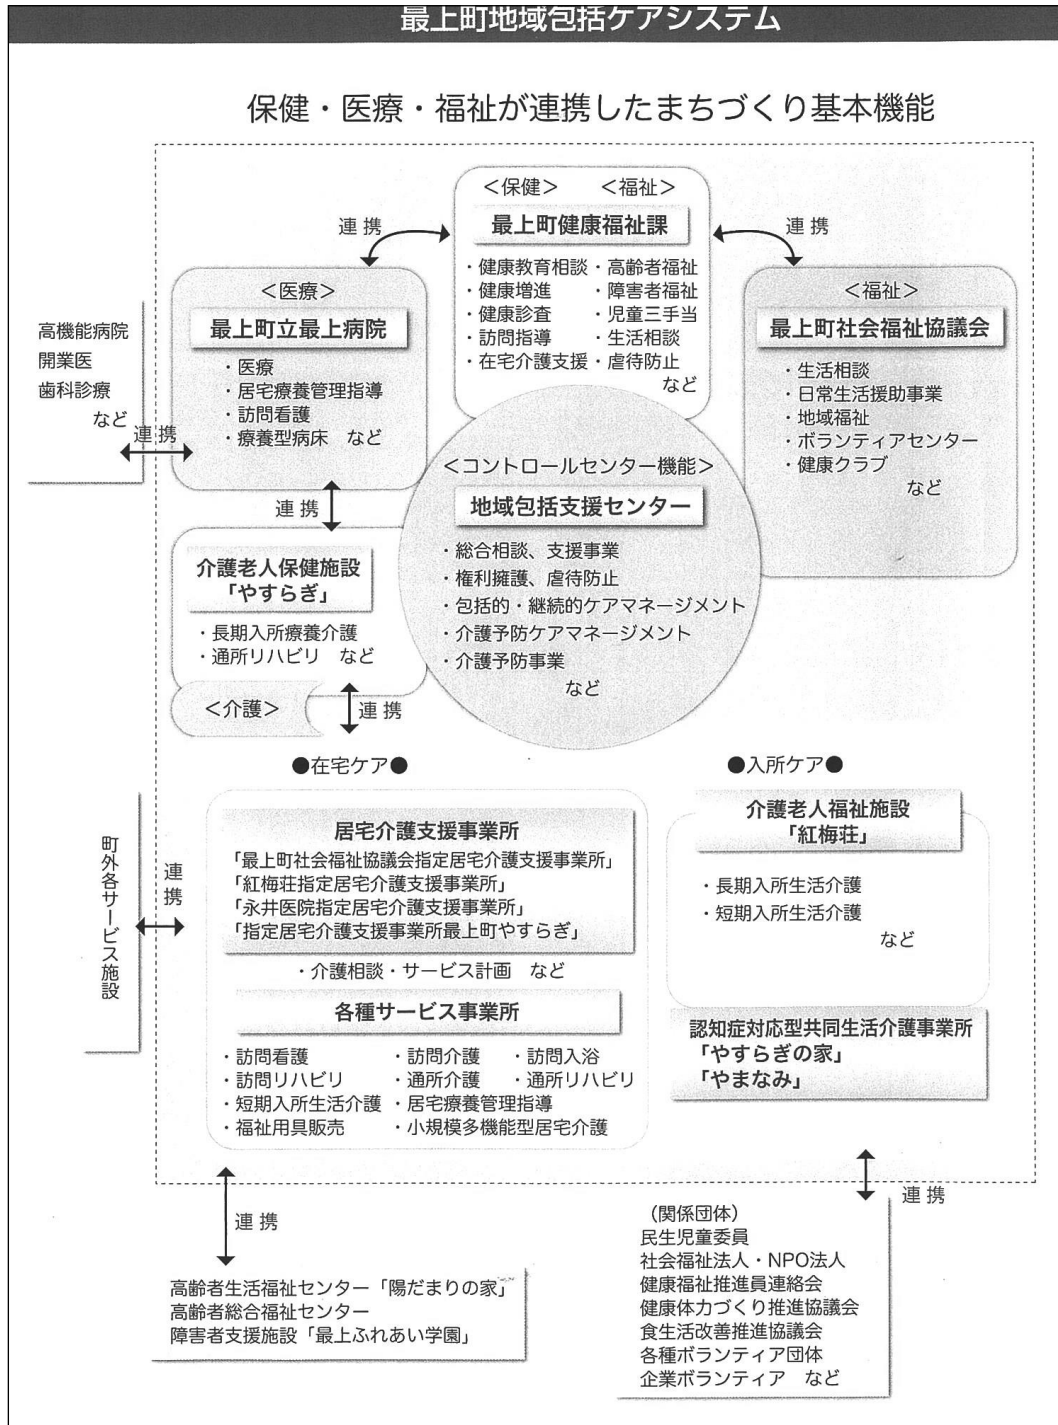 最上町地域包括ケアシステム
保健・医療・福祉が連携したまちづくり基本機能
＜保健＞　＜福祉＞
最上町健康福祉課
・健康教育相談・高齢者福祉
・健康増進　・障害者福祉
・健康診査　・児童三手当
・訪問指導　・生活相談
・在宅介護支援・虐待防止
など
連 携
連 携
＜医療＞
最上町立最上病院
・医療
・居宅療養管理指導
・訪問看護
・療養型病床　など
高機能病院
開業医
歯科診療
など
連 携
＜福祉＞
最上町社会福祉協議会
・生活相談
・日常生活援助事業
・地域福祉
・ボランティアセンター
・健康クラブ
など
＜コントロールセンター機能＞
地域包括支援センター
・総合相談、支援事業
・権利擁護、虐待防止
・包括的・継続的ケアマネージメント
・介護予防ケアマネージメント
・介護予防事業
など
連 携
介護老人保健施設
「やすらぎ」
・長期入所療養介護
・通所リハビリ　など
＜介護＞
連 携
●在宅ケア●
居宅介護支援事業所
「最上町社会福祉協議会指定居宅介護支援事業所」
「紅梅荘指定居宅介護支援事業所」
「永井医院指定居宅介護支援事業所」
「指定居宅介護支援事業所最上町やすらぎ」
・介護相談・サービス計画　など
各種サービス事業所
・訪問看護　・訪問介護　・訪問入浴
・訪問リハビリ　・通所介護　・通所リハビリ
・短期入所生活介護　・居宅療養管理指導
・福祉用具販売　・小規模多機能型居宅介護
町外各サービス施設
連携
●入所ケア●
介護老人福祉施設
「紅梅荘」
・長期入所生活介護
・短期入所生活介護
など
認知症対応型共同生活介護事業所
「やすらぎの家」
「やまなみ」
連 携
高齢者生活福祉センター「陽だまりの家」
高齢者総合福祉センター
障害者支援施設「最上ふれあい学園」
連 携
（関係団体）
民生児童委員
社会福祉法人・NPO法人
健康福祉推進員連絡会
健康体力づくり推進協議会
食生活改善推進協議会
各種ボランティア団体
企業ボランティア　など